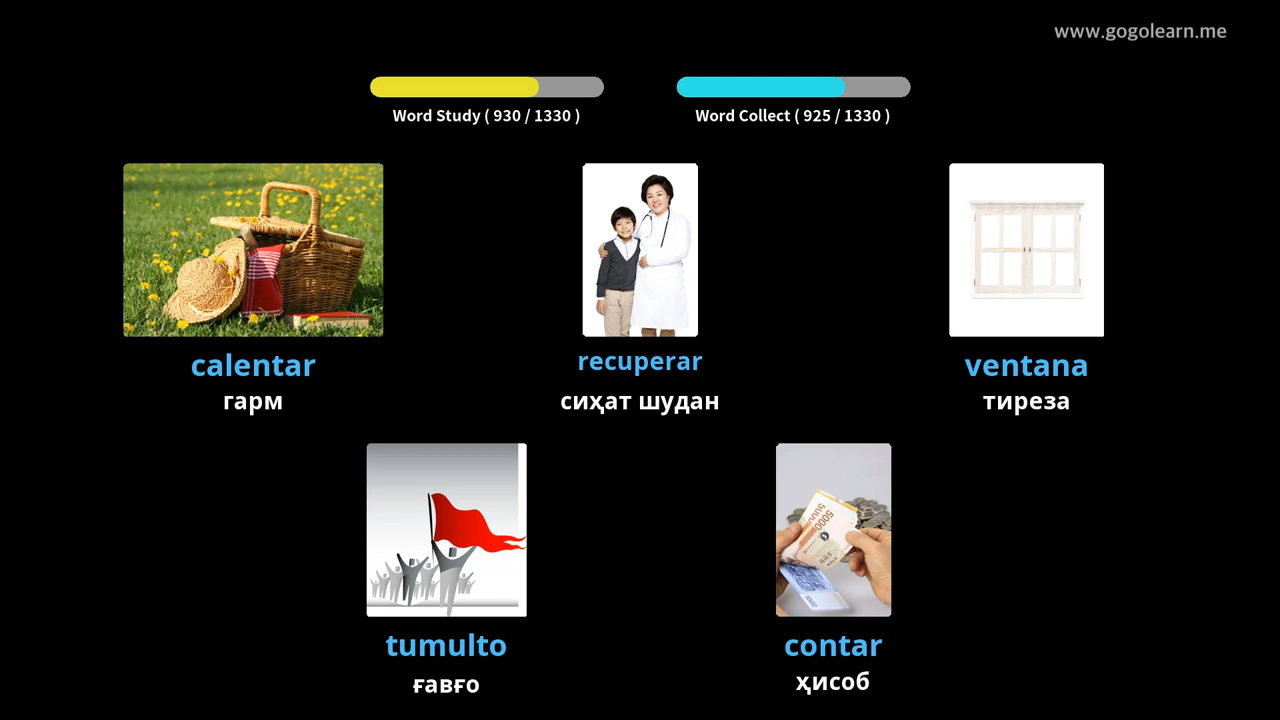 www.gogolearn.me
Word Study ( 930 / 1330 )
Word Collect ( 925 / 1330 )
calentar
гарм
recuperar
сиҳат шудан
ventana
тиреза
tumulto
ғавғо
contar
ҳисоб